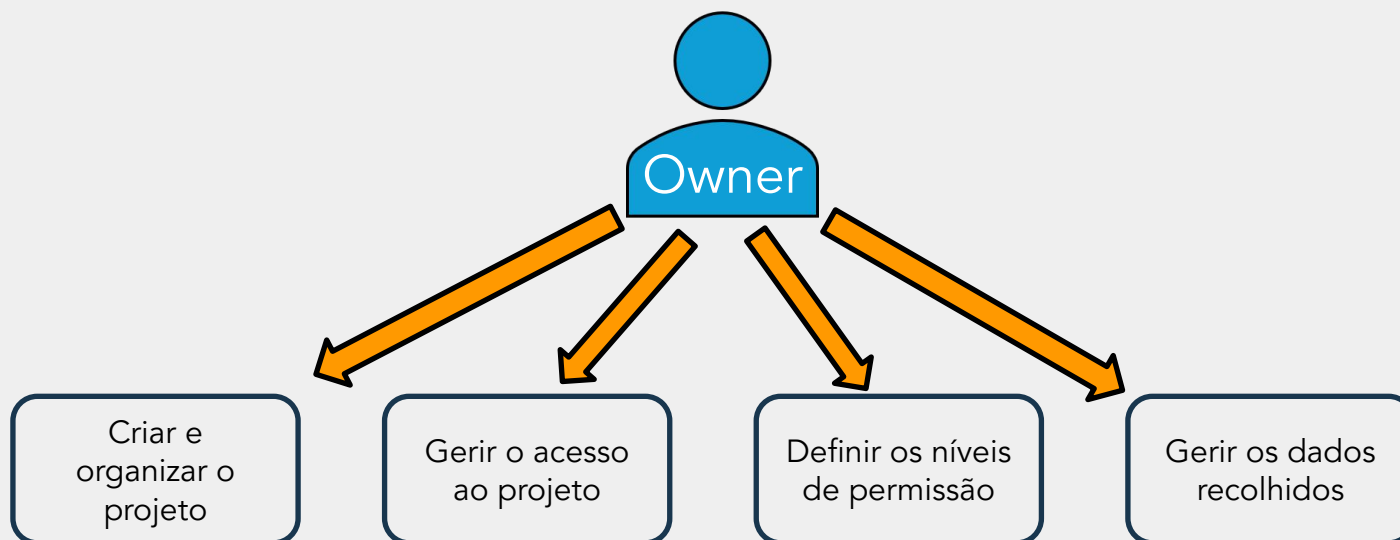 Owner
Criar e
organizar o
projeto
Gerir o acesso
ao projeto
Definir os níveis
de permissão
Gerir os dados
recolhidos